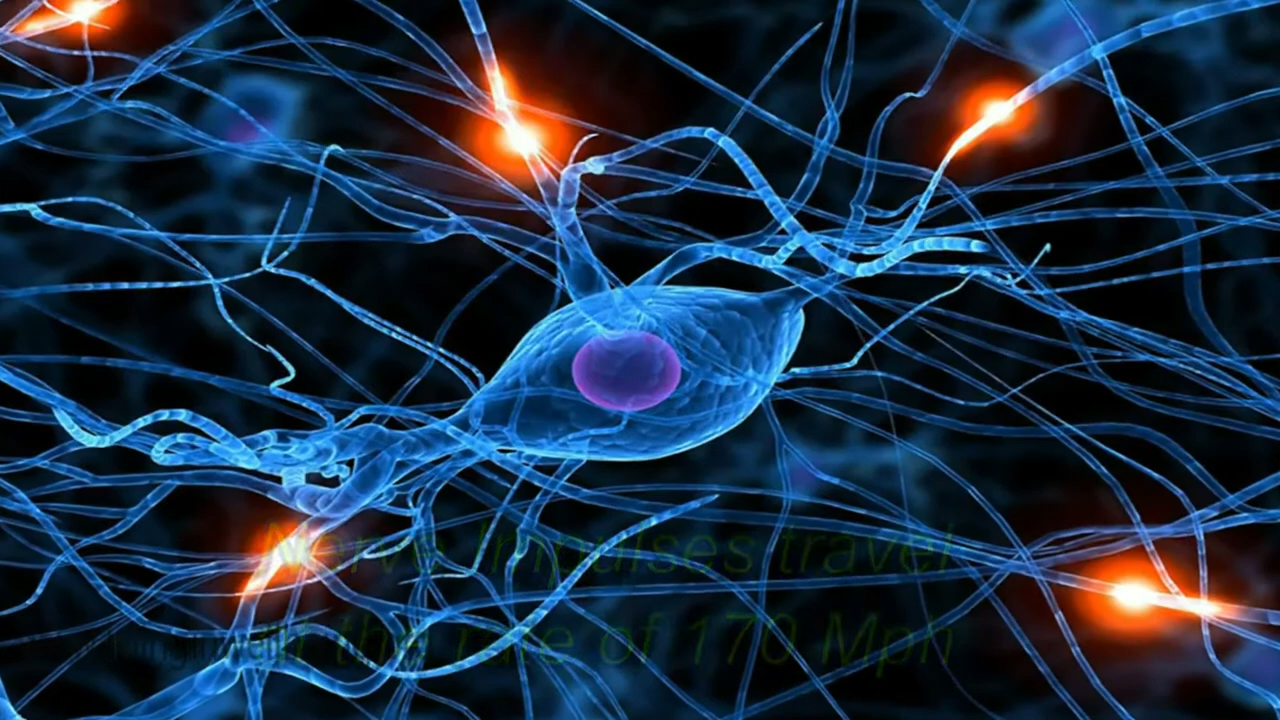 Nerve Impulses travel
the rate of 170 Mph